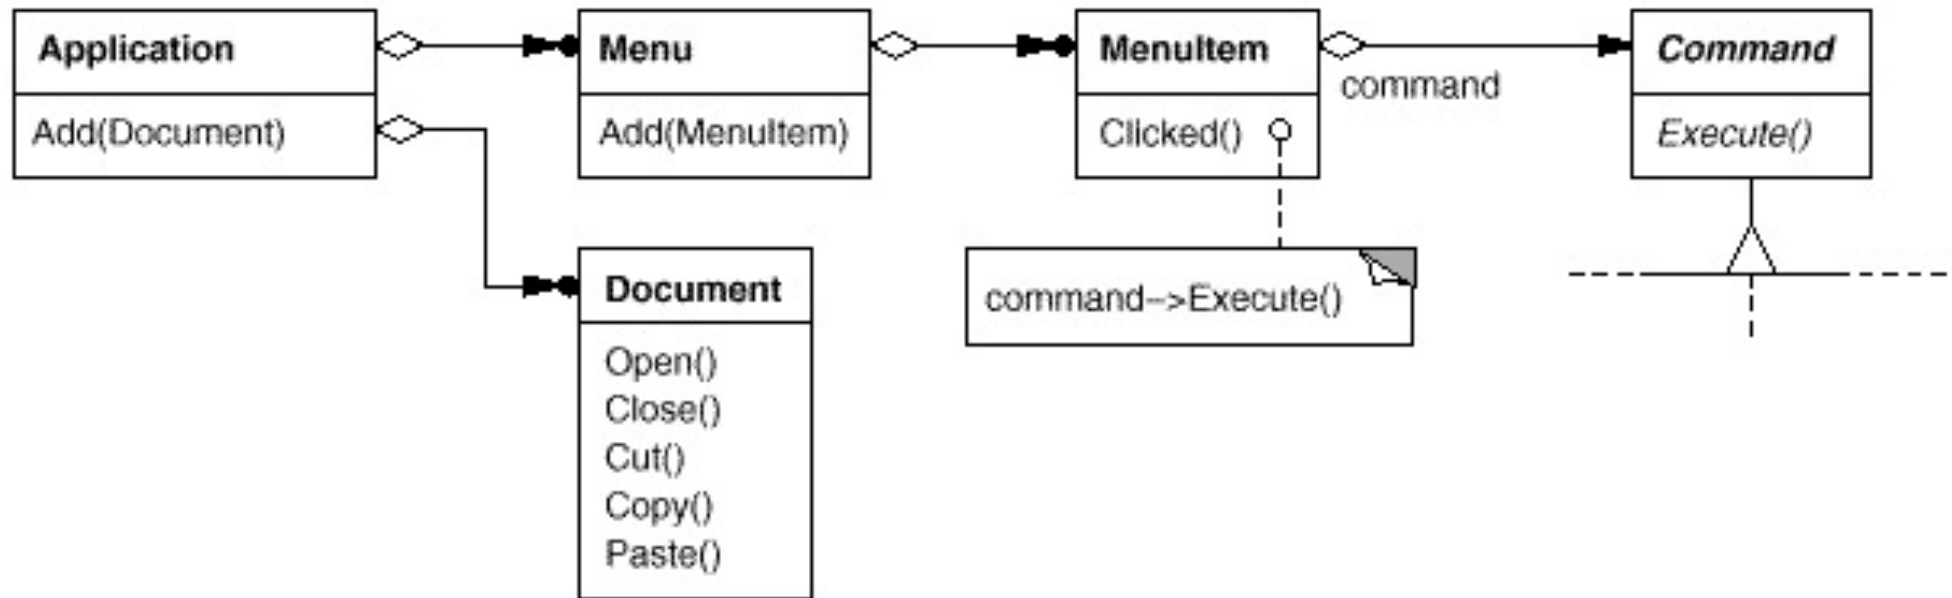 Application
Add(Document)
Menu
Add(MenuItem)
MenuItem
Clicked()
command
Command
Execute()
command–>Execute()
Document
Open()
Close()
Cut()
Copy()
Paste()